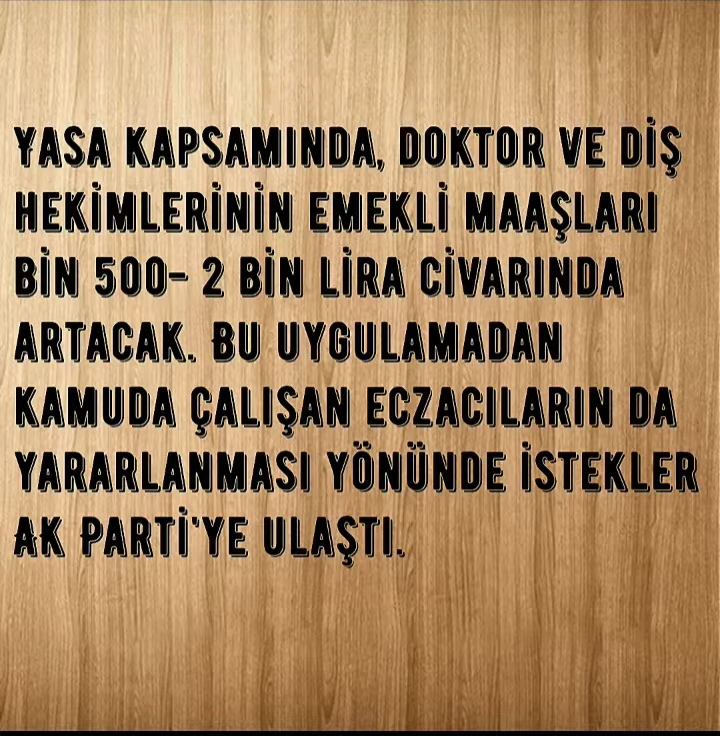 YASA KAPSAMINDA, DOKTOR VE DİŞ
HEKİMLERİNİN EMEKLİ MAAŞLARI
BİN 500- 2 BİN LİRA CİVARINDA
ARTACAK. BU UYGULAMADAN
KAMUDA ÇALIŞAN ECZACILARIN DA
YARARLANMASI YÖNÜNDE İSTEKLER
AK PARTİ'YE ULAŞTI.